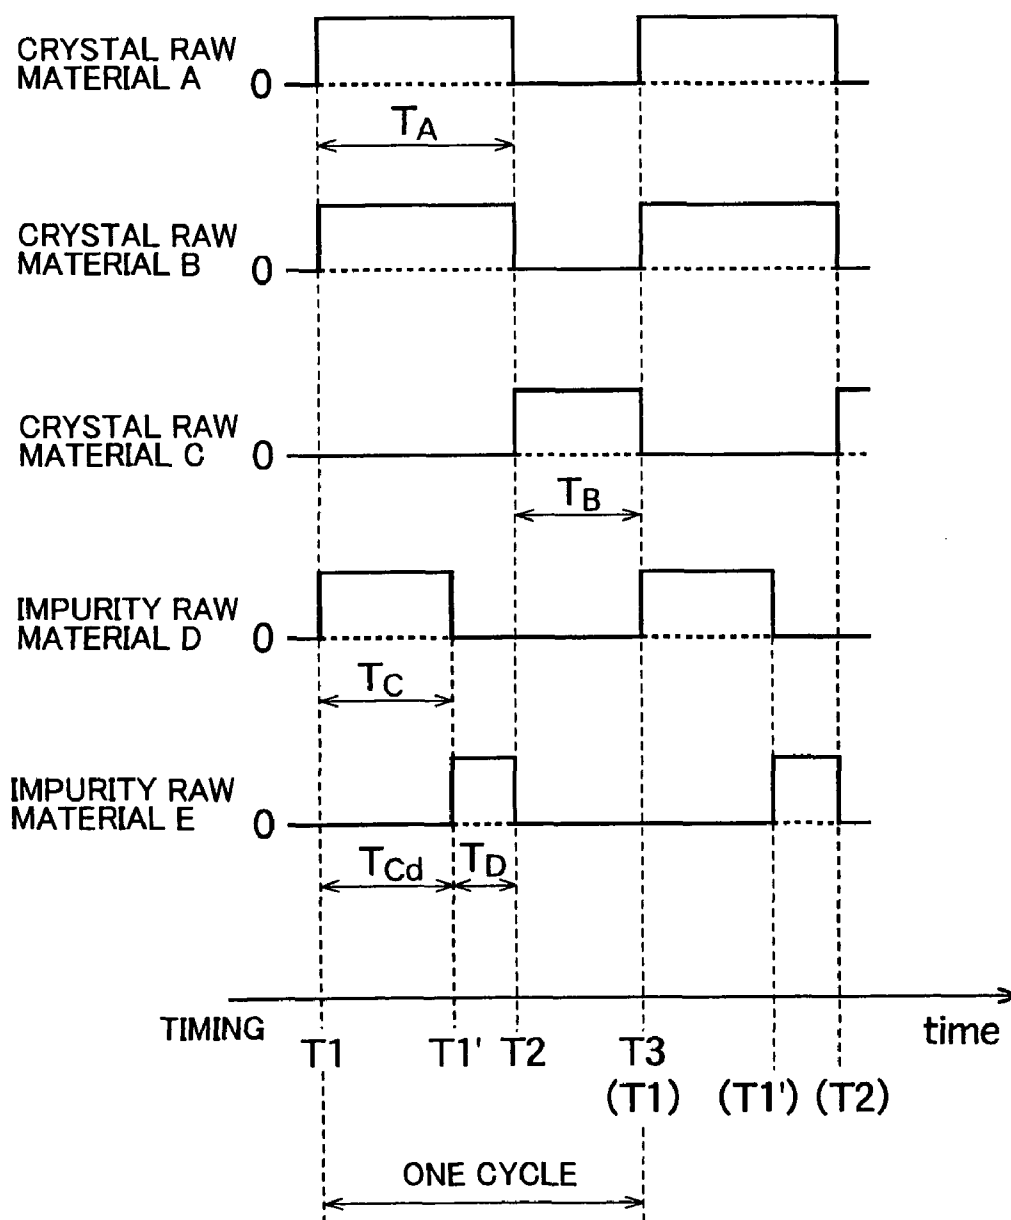 CRYSTAL RAW
MATERIAL A
0
TA
CRYSTAL RAW
MATERIAL B
0
CRYSTAL RAW
MATERIAL C
0
TB
IMPURITY RAW
MATERIAL D
0
TC
IMPURITY RAW
MATERIAL E
0
TCd TD
TIMING
time
T1 T1' T2 T3
(T1) (T1') (T2)
ONE CYCLE